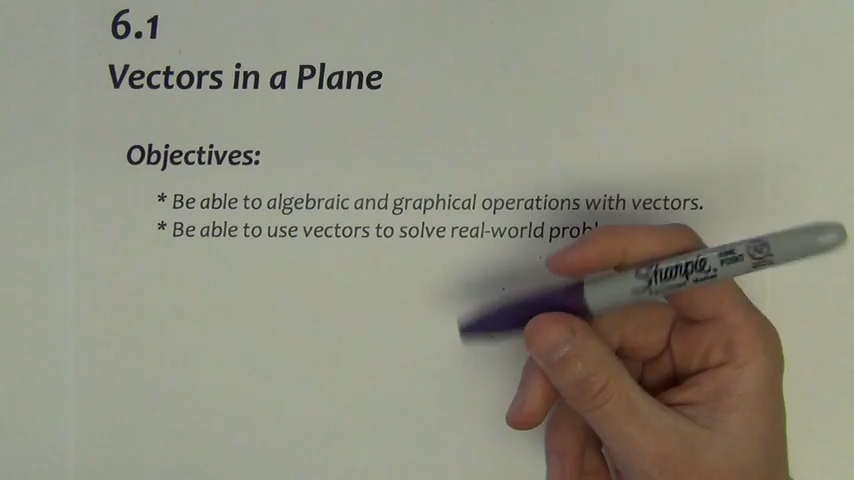 6.1
Vectors in a Plane
Objectives:
* Be able to algebraic and graphical operations with vectors.
* Be able to use vectors to solve real-world
Sharpie